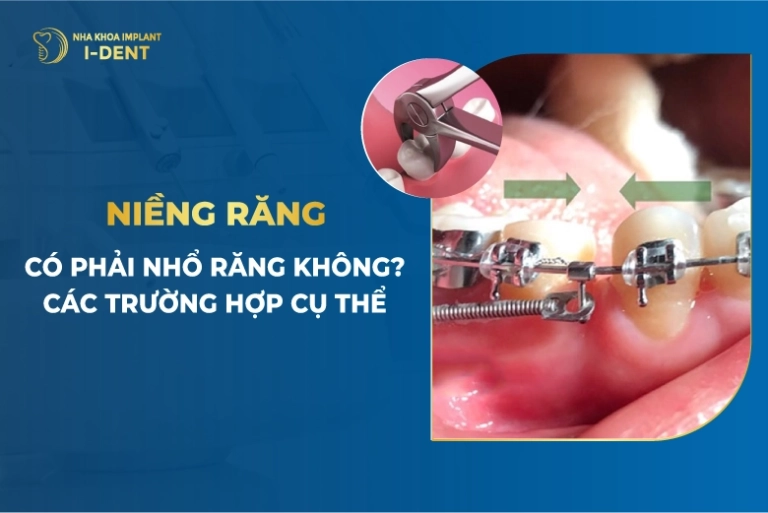 NHA KHOA IMPLANT
I-DENT
NIỀNG RĂNG
CÓ PHẢI NHỔ RĂNG KHÔNG?
CÁC TRƯỜNG HỢP CỤ THỂ